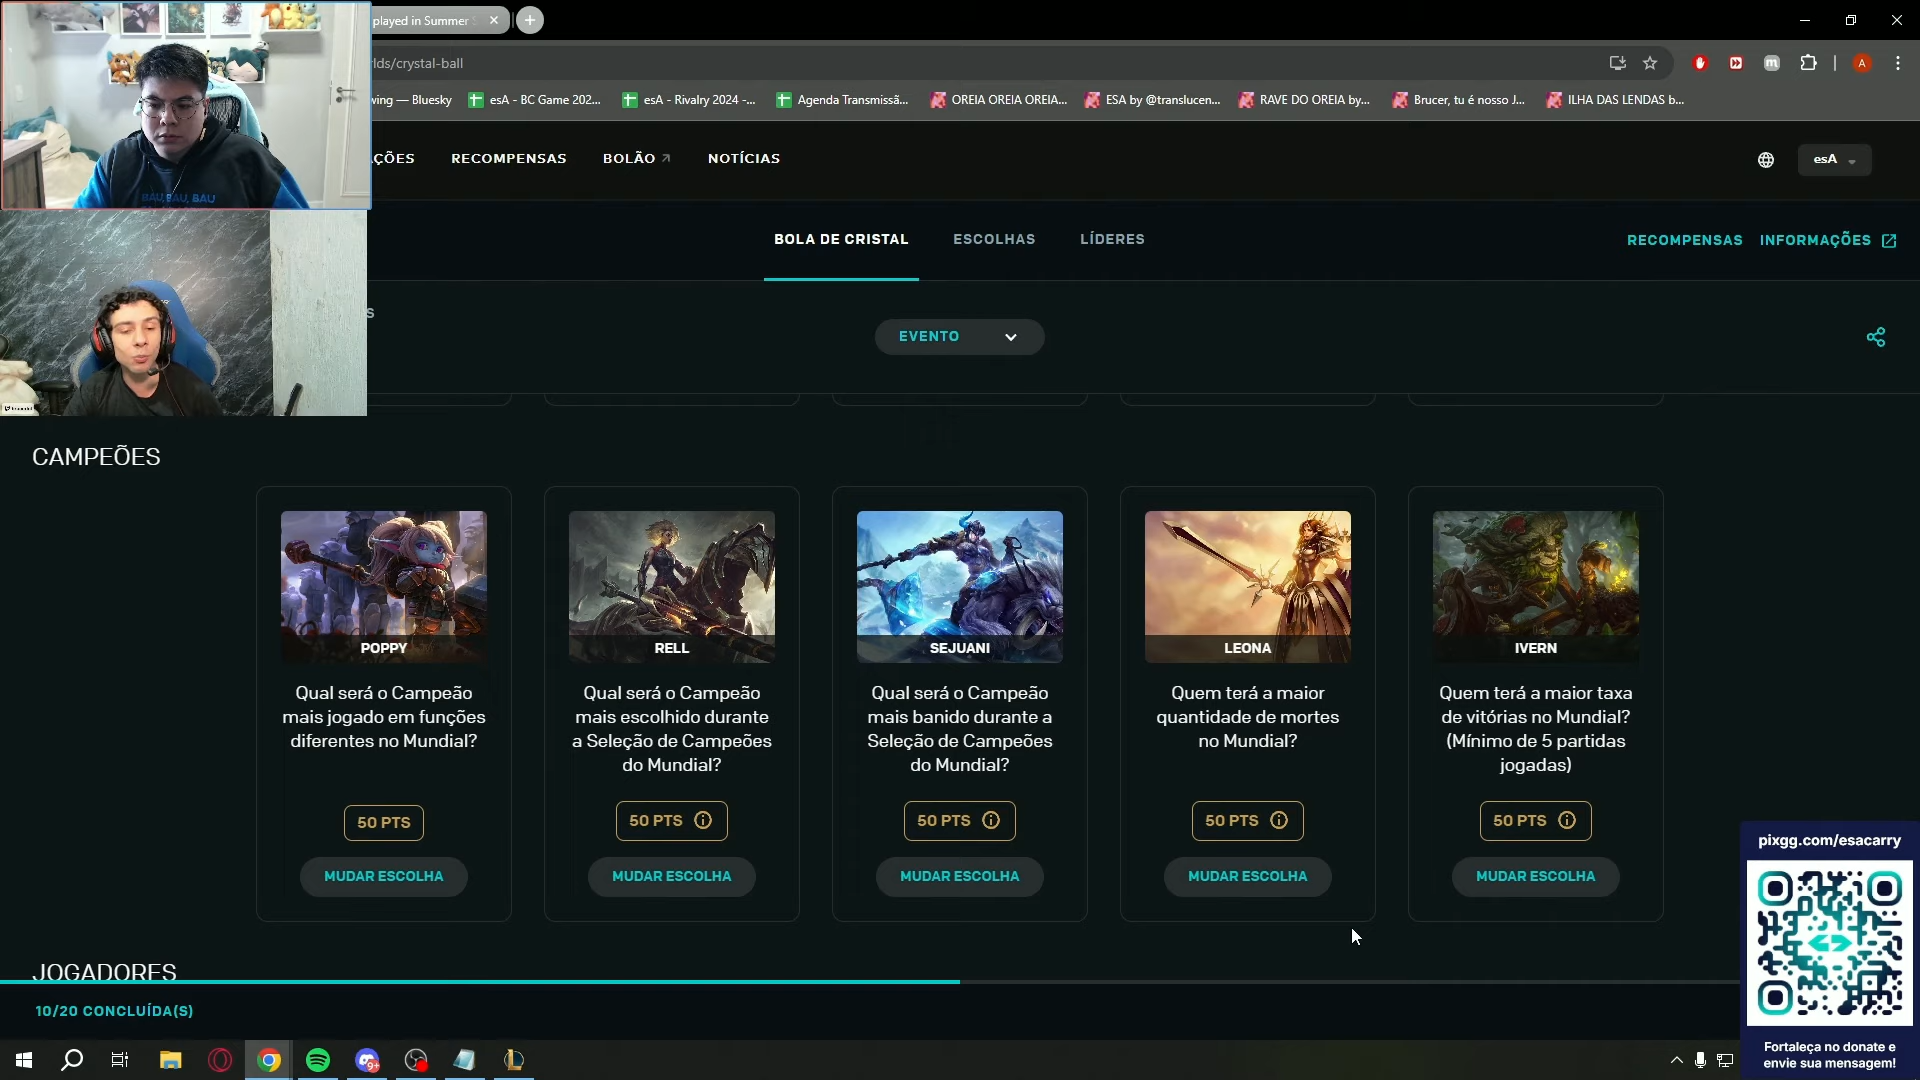 played in Summer
lds/crystal-ball
wing — Bluesky
esA - BC Game 202...
esA - Rivalry 2024 -...
Agenda Transmissã...
OREIA OREIA OREIA...
ESA by @translucen...
RAVE DO OREIA by...
Brucer, tu é nosso J...
ILHA DAS LENDAS b...
BAU, BAU, BAU
AÇÕES
RECOMPENSAS
BOLÃO
NOTÍCIAS
esA
BOLA DE CRISTAL
ESCOLHAS
LÍDERES
RECOMPENSAS
INFORMAÇÕES
S
EVENTO
CAMPEÕES
POPPY
Qual será o Campeão
mais jogado em funções
diferentes no Mundial?
50 PTS
MUDAR ESCOLHA
RELL
Qual será o Campeão
mais escolhido durante
a Seleção de Campeões
do Mundial?
50 PTS
MUDAR ESCOLHA
SEJUANI
Qual será o Campeão
mais banido durante a
Seleção de Campeões
do Mundial?
50 PTS
MUDAR ESCOLHA
LEONA
Quem terá a maior
quantidade de mortes
no Mundial?
50 PTS
MUDAR ESCOLHA
IVERN
Quem terá a maior taxa
de vitórias no Mundial?
(Mínimo de 5 partidas
jogadas)
50 PTS
MUDAR ESCOLHA
JOGADORES
10/20 CONCLUÍDA(S)
pixgg.com/esacarry
Fortaleça no donate e
envie sua mensagem!